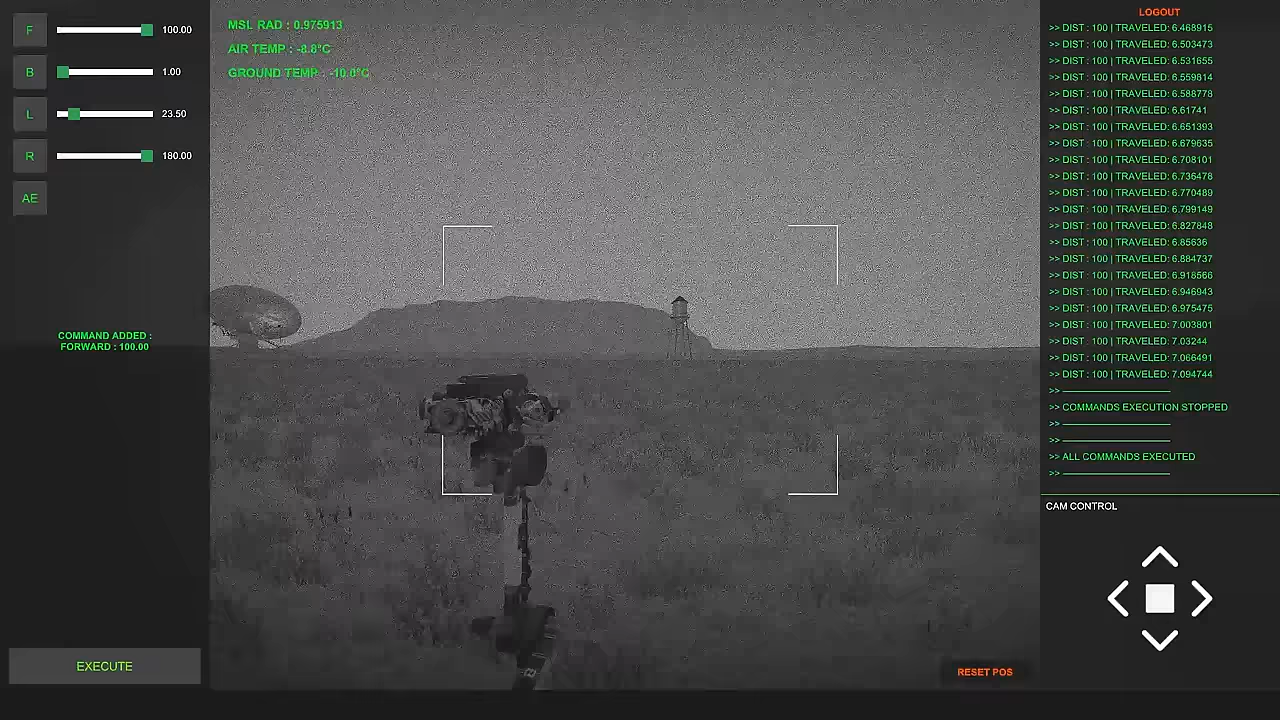 F 100.00
B 1.00
L 23.50
R 180.00
AE
COMMAND ADDED :
FORWARD : 100.00
EXECUTE
MSL RAD : 0.975913
AIR TEMP : -8.8°C
GROUND TEMP : -10.0°C
RESET POS
LOGOUT
>> DIST : 100 | TRAVELED: 6.468915
>> DIST : 100 | TRAVELED: 6.503473
>> DIST : 100 | TRAVELED: 6.531655
>> DIST : 100 | TRAVELED: 6.559814
>> DIST : 100 | TRAVELED: 6.588778
>> DIST : 100 | TRAVELED: 6.61741
>> DIST : 100 | TRAVELED: 6.651393
>> DIST : 100 | TRAVELED: 6.679635
>> DIST : 100 | TRAVELED: 6.708101
>> DIST : 100 | TRAVELED: 6.736478
>> DIST : 100 | TRAVELED: 6.770489
>> DIST : 100 | TRAVELED: 6.799149
>> DIST : 100 | TRAVELED: 6.827848
>> DIST : 100 | TRAVELED: 6.85636
>> DIST : 100 | TRAVELED: 6.884737
>> DIST : 100 | TRAVELED: 6.918566
>> DIST : 100 | TRAVELED: 6.946943
>> DIST : 100 | TRAVELED: 6.975475
>> DIST : 100 | TRAVELED: 7.003801
>> DIST : 100 | TRAVELED: 7.03244
>> DIST : 100 | TRAVELED: 7.066491
>> DIST : 100 | TRAVELED: 7.094744
>> ——————————
>> COMMANDS EXECUTION STOPPED
>> ——————————
>> ——————————
>> ALL COMMANDS EXECUTED
>> ——————————
CAM CONTROL